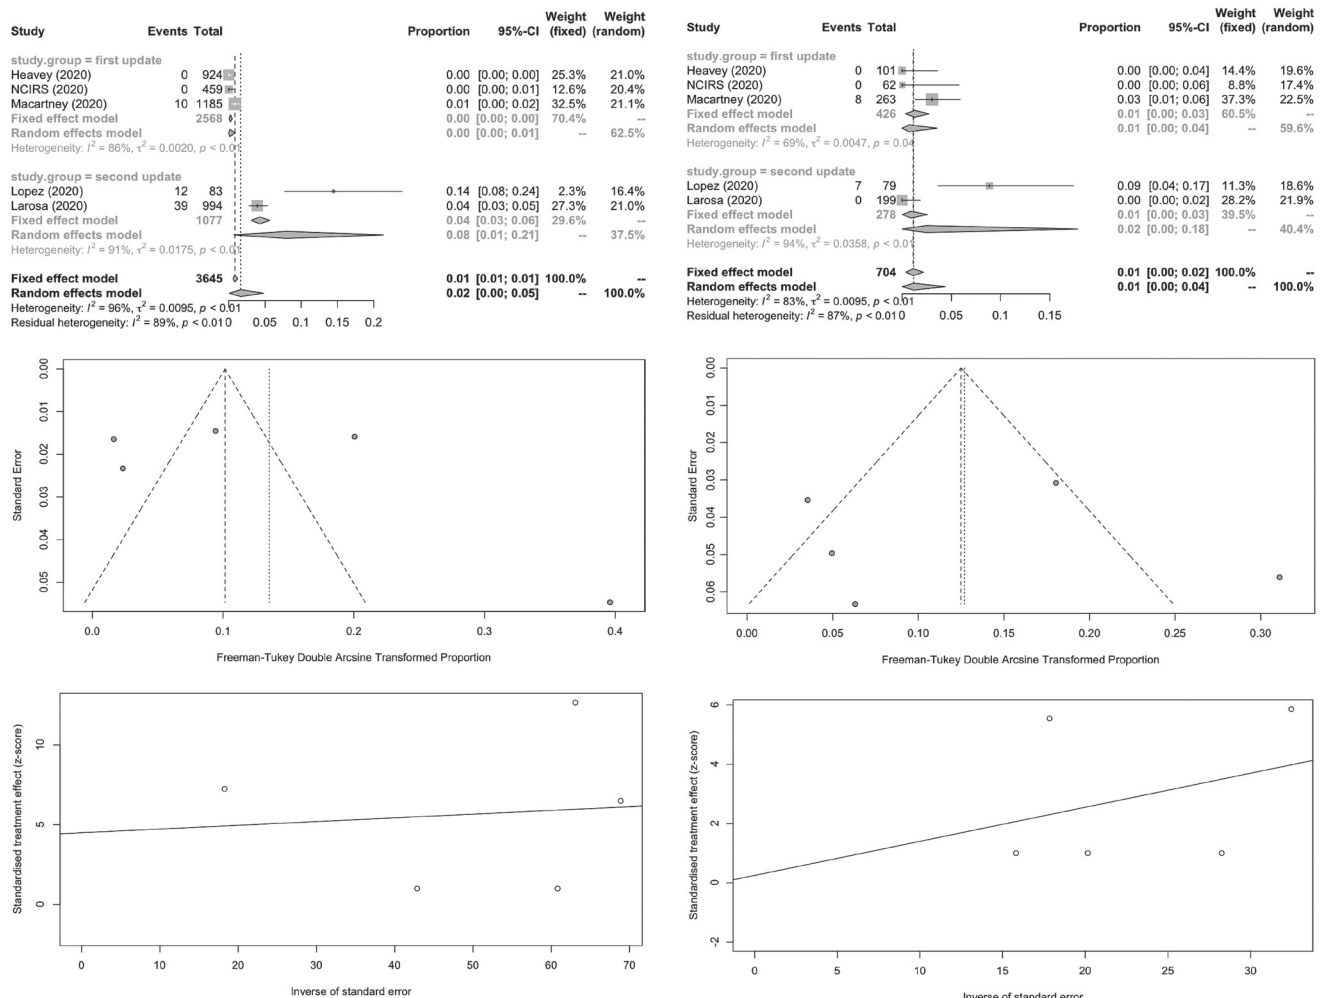 Study Events Total Proportion 95%-CI Weight (fixed) Weight (random)
study.group = first update
Heavey (2020) 0 924 0.00 [0.00; 0.00] 25.3% 21.0%
NCIRS (2020) 0 459 0.00 [0.00; 0.01] 12.6% 20.4%
Macartney (2020) 10 1185 0.01 [0.00; 0.02] 32.5% 21.1%
Fixed effect model 2568 0.00 [0.00; 0.00] 70.4% --
Random effects model 0.00 [0.00; 0.01] -- 62.5%
Heterogeneity: I² = 86%, τ² = 0.0020, p < 0.01
study.group = second update
Lopez (2020) 12 83 0.14 [0.08; 0.24] 2.3% 16.4%
Larosa (2020) 39 994 0.04 [0.03; 0.05] 27.3% 21.0%
Fixed effect model 1077 0.04 [0.03; 0.06] 29.6% --
Random effects model 0.08 [0.01; 0.21] -- 37.5%
Heterogeneity: I² = 91%, τ² = 0.0175, p < 0.01
Fixed effect model 3645 0.01 [0.01; 0.01] 100.0% --
Random effects model 0.02 [0.00; 0.05] -- 100.0%
Heterogeneity: I² = 96%, τ² = 0.0095, p < 0.01
Residual heterogeneity: I² = 89%, p < 0.01 0 0.05 0.1 0.15 0.2
Study Events Total Proportion 95%-CI Weight (fixed) Weight (random)
study.group = first update
Heavey (2020) 0 101 0.00 [0.00; 0.04] 14.4% 19.6%
NCIRS (2020) 0 62 0.00 [0.00; 0.06] 8.8% 17.4%
Macartney (2020) 8 263 0.03 [0.01; 0.06] 37.3% 22.5%
Fixed effect model 426 0.01 [0.00; 0.03] 60.5% --
Random effects model 0.01 [0.00; 0.04] -- 59.6%
Heterogeneity: I² = 69%, τ² = 0.0047, p = 0.04
study.group = second update
Lopez (2020) 7 79 0.09 [0.04; 0.17] 11.3% 18.6%
Larosa (2020) 0 199 0.00 [0.00; 0.02] 28.2% 21.9%
Fixed effect model 278 0.01 [0.00; 0.03] 39.5% --
Random effects model 0.02 [0.00; 0.18] -- 40.4%
Heterogeneity: I² = 94%, τ² = 0.0358, p < 0.01
Fixed effect model 704 0.01 [0.00; 0.02] 100.0% --
Random effects model 0.01 [0.00; 0.04] -- 100.0%
Heterogeneity: I² = 83%, τ² = 0.0095, p < 0.01
Residual heterogeneity: I² = 87%, p < 0.01 0 0.05 0.1 0.15
Standard Error
0.00
0.01
0.02
0.03
0.04
0.05
0.0 0.1 0.2 0.3 0.4
Freeman-Tukey Double Arcsine Transformed Proportion
Standard Error
0.00
0.01
0.02
0.03
0.04
0.05
0.06
0.00 0.05 0.10 0.15 0.20 0.25 0.30
Freeman-Tukey Double Arcsine Transformed Proportion
Standardised treatment effect (z-score)
10
5
0
0 10 20 30 40 50 60 70
Inverse of standard error
Standardised treatment effect (z-score)
6
4
2
0
-2
0 5 10 15 20 25 30
Inverse of standard error